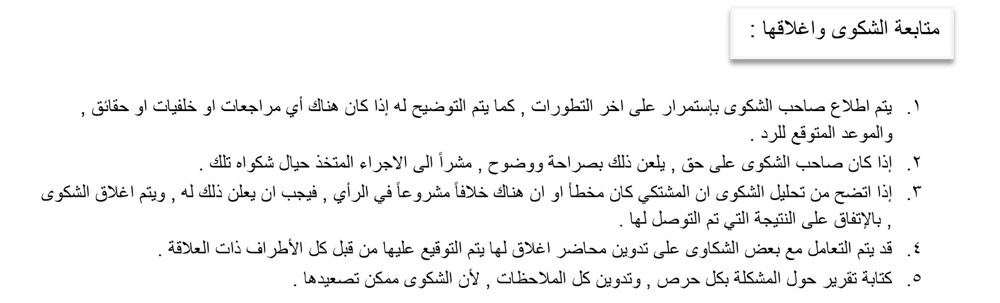 متابعة الشكوى واغلاقها :
١. يتم اطلاع صاحب الشكوى بإستمرار على اخر التطورات , كما يتم التوضيح له إذا كان هناك أي مراجعات او خلفيات او حقائق ,
والموعد المتوقع للرد .
٢. إذا كان صاحب الشكوى على حق , يلعن ذلك بصراحة ووضوح , مشراً الى الاجراء المتخذ حيال شكواه تلك .
٣. إذا اتضح من تحليل الشكوى ان المشتكي كان مخطأ او ان هناك خلافاً مشروعاً في الرأي , فيجب ان يعلن ذلك له , ويتم اغلاق الشكوى
, بالإتفاق على النتيجة التي تم التوصل لها .
٤. قد يتم التعامل مع بعض الشكاوى على تدوين محاضر اغلاق لها يتم التوقيع عليها من قبل كل الأطراف ذات العلاقة .
٥. كتابة تقرير حول المشكلة بكل حرص , وتدوين كل الملاحظات , لأن الشكوى ممكن تصعيدها .